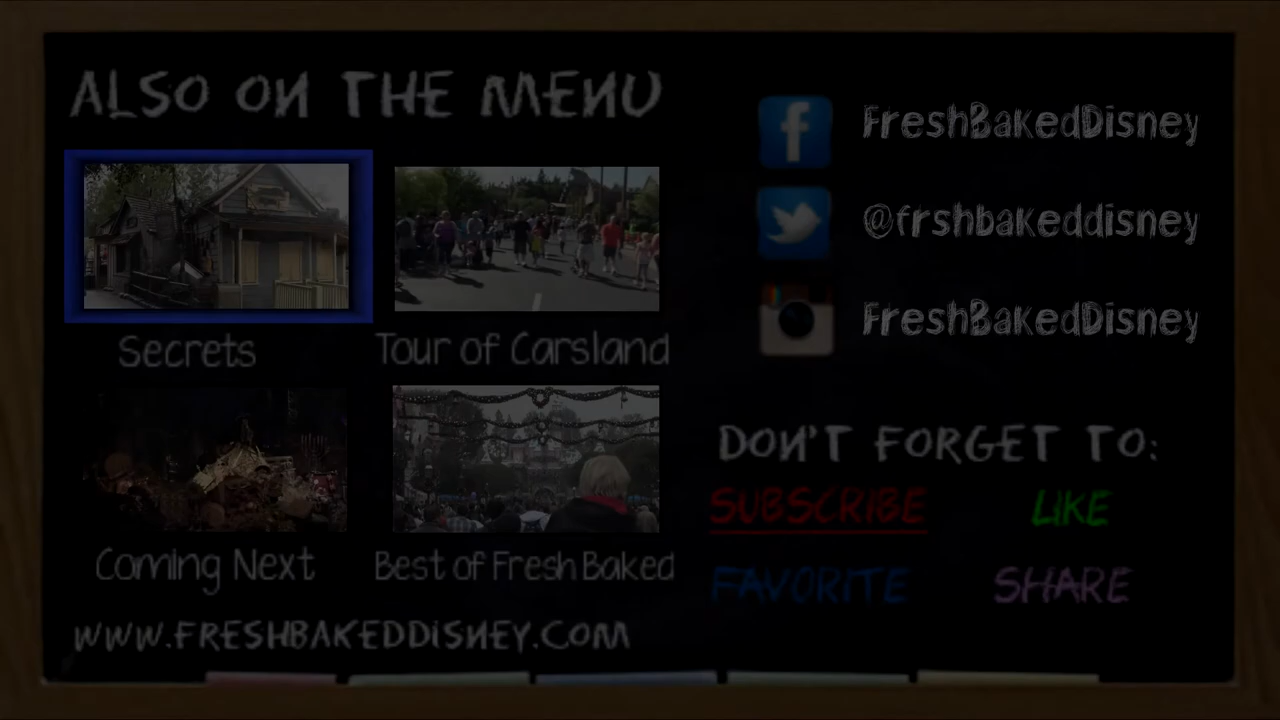 ALSO ON THE MENU
Secrets
Tour of Carsland
Coming Next
Best of Fresh Baked
WWW.FRESHBAKEDDISNEY.COM
f
FreshBakedDisney
@frshbakeddisney
FreshBakedDisney
DON'T FORGET TO:
SUBSCRIBE
LIKE
FAVORITE
SHARE